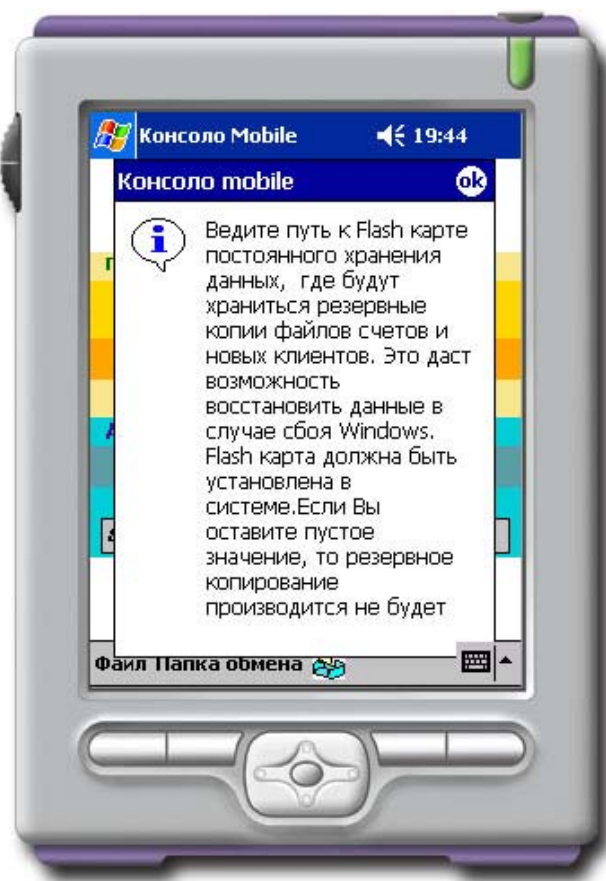 Консоло Mobile 19:44
Консоло mobile ok
Ведите путь к Flash карте
постоянного хранения
данных, где будут
храниться резервные
копии файлов счетов и
новых клиентов. Это даст
возможность
восстановить данные в
случае сбоя Windows.
Flash карта должна быть
установлена в
системе.Если Вы
оставите пустое
значение, то резервное
копирование
производится не будет
Файл Папка обмена